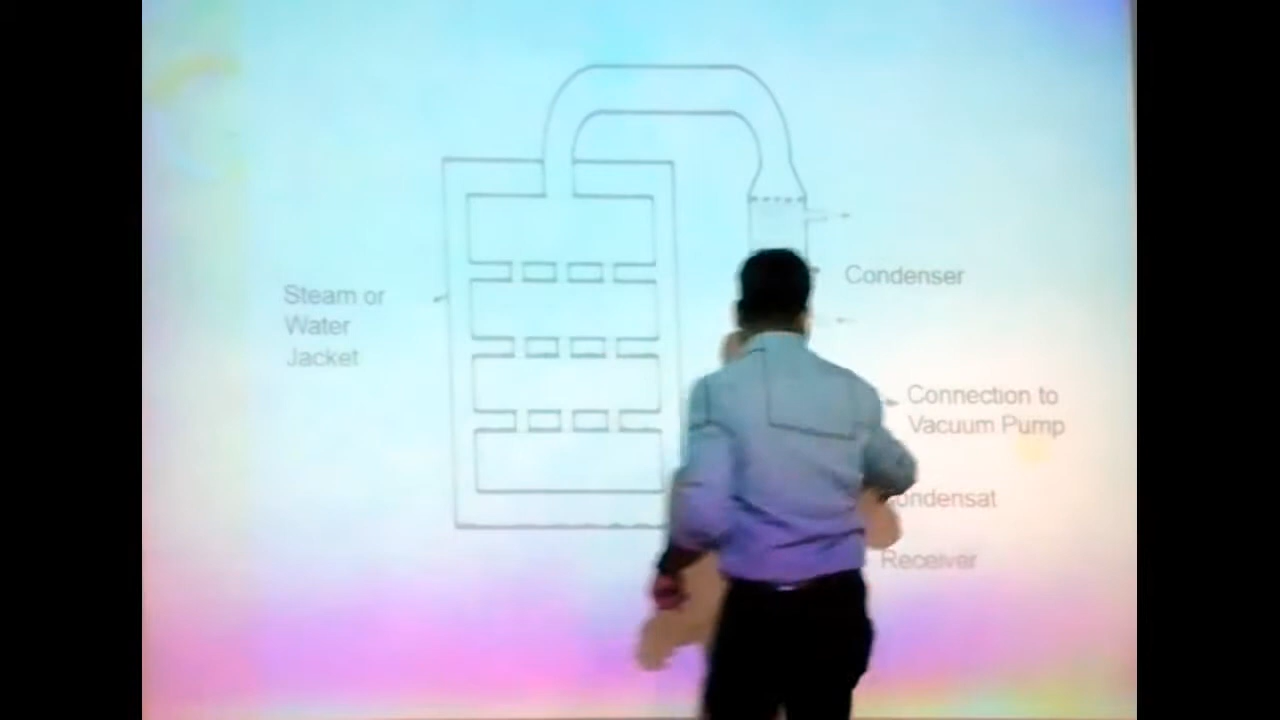 Steam or
Water
Jacket
Condenser
Connection to
Vacuum Pump
ondensat
Receiver